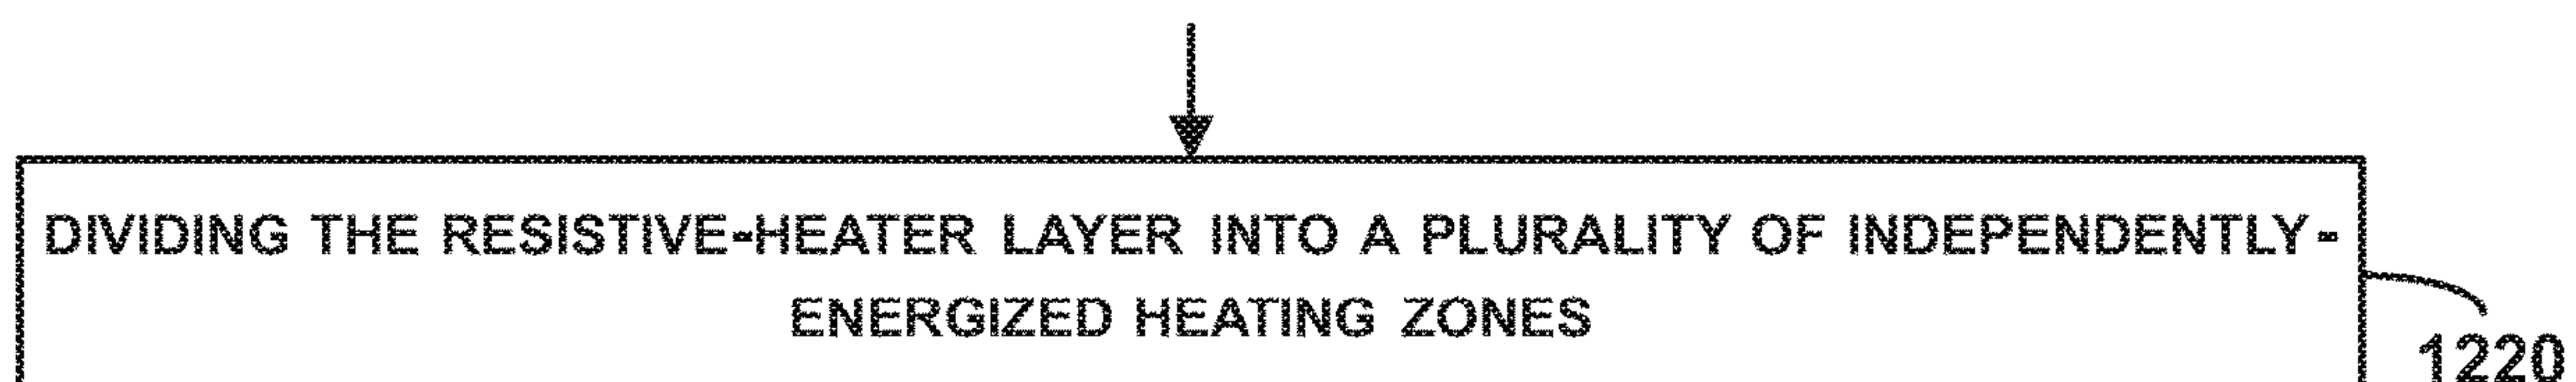 DIVIDING THE RESISTIVE-HEATER LAYER INTO A PLURALITY OF INDEPENDENTLY-
ENERGIZED HEATING ZONES
1220